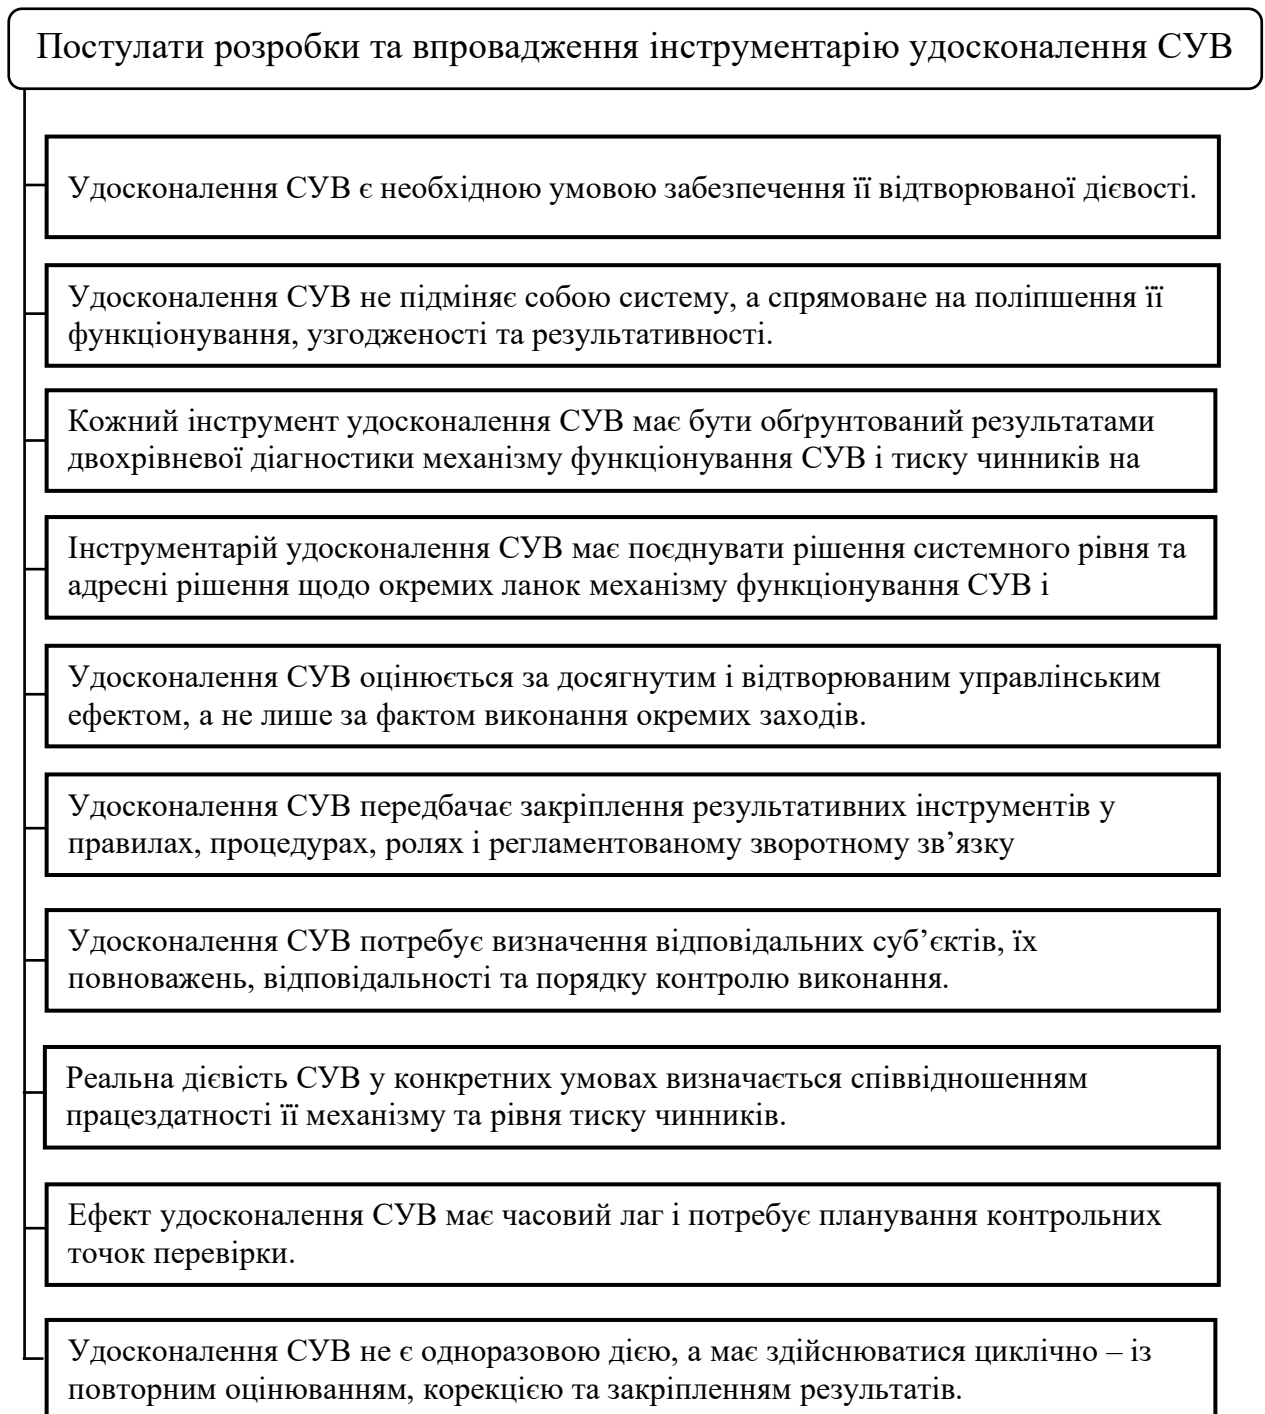 Постулати розробки та впровадження інструментарію удосконалення СУВ
Удосконалення СУВ є необхідною умовою забезпечення її відтворюваної дієвості.
Удосконалення СУВ не підміняє собою систему, а спрямоване на поліпшення її
функціонування, узгодженості та результативності.
Кожний інструмент удосконалення СУВ має бути обґрунтований результатами
двохрівневої діагностики механізму функціонування СУВ і тиску чинників на
Інструментарій удосконалення СУВ має поєднувати рішення системного рівня та
адресні рішення щодо окремих ланок механізму функціонування СУВ і
Удосконалення СУВ оцінюється за досягнутим і відтворюваним управлінським
ефектом, а не лише за фактом виконання окремих заходів.
Удосконалення СУВ передбачає закріплення результативних інструментів у
правилах, процедурах, ролях і регламентованому зворотному зв’язку
Удосконалення СУВ потребує визначення відповідальних суб’єктів, їх
повноважень, відповідальності та порядку контролю виконання.
Реальна дієвість СУВ у конкретних умовах визначається співвідношенням
працездатності її механізму та рівня тиску чинників.
Ефект удосконалення СУВ має часовий лаг і потребує планування контрольних
точок перевірки.
Удосконалення СУВ не є одноразовою дією, а має здійснюватися циклічно – із
повторним оцінюванням, корекцією та закріпленням результатів.